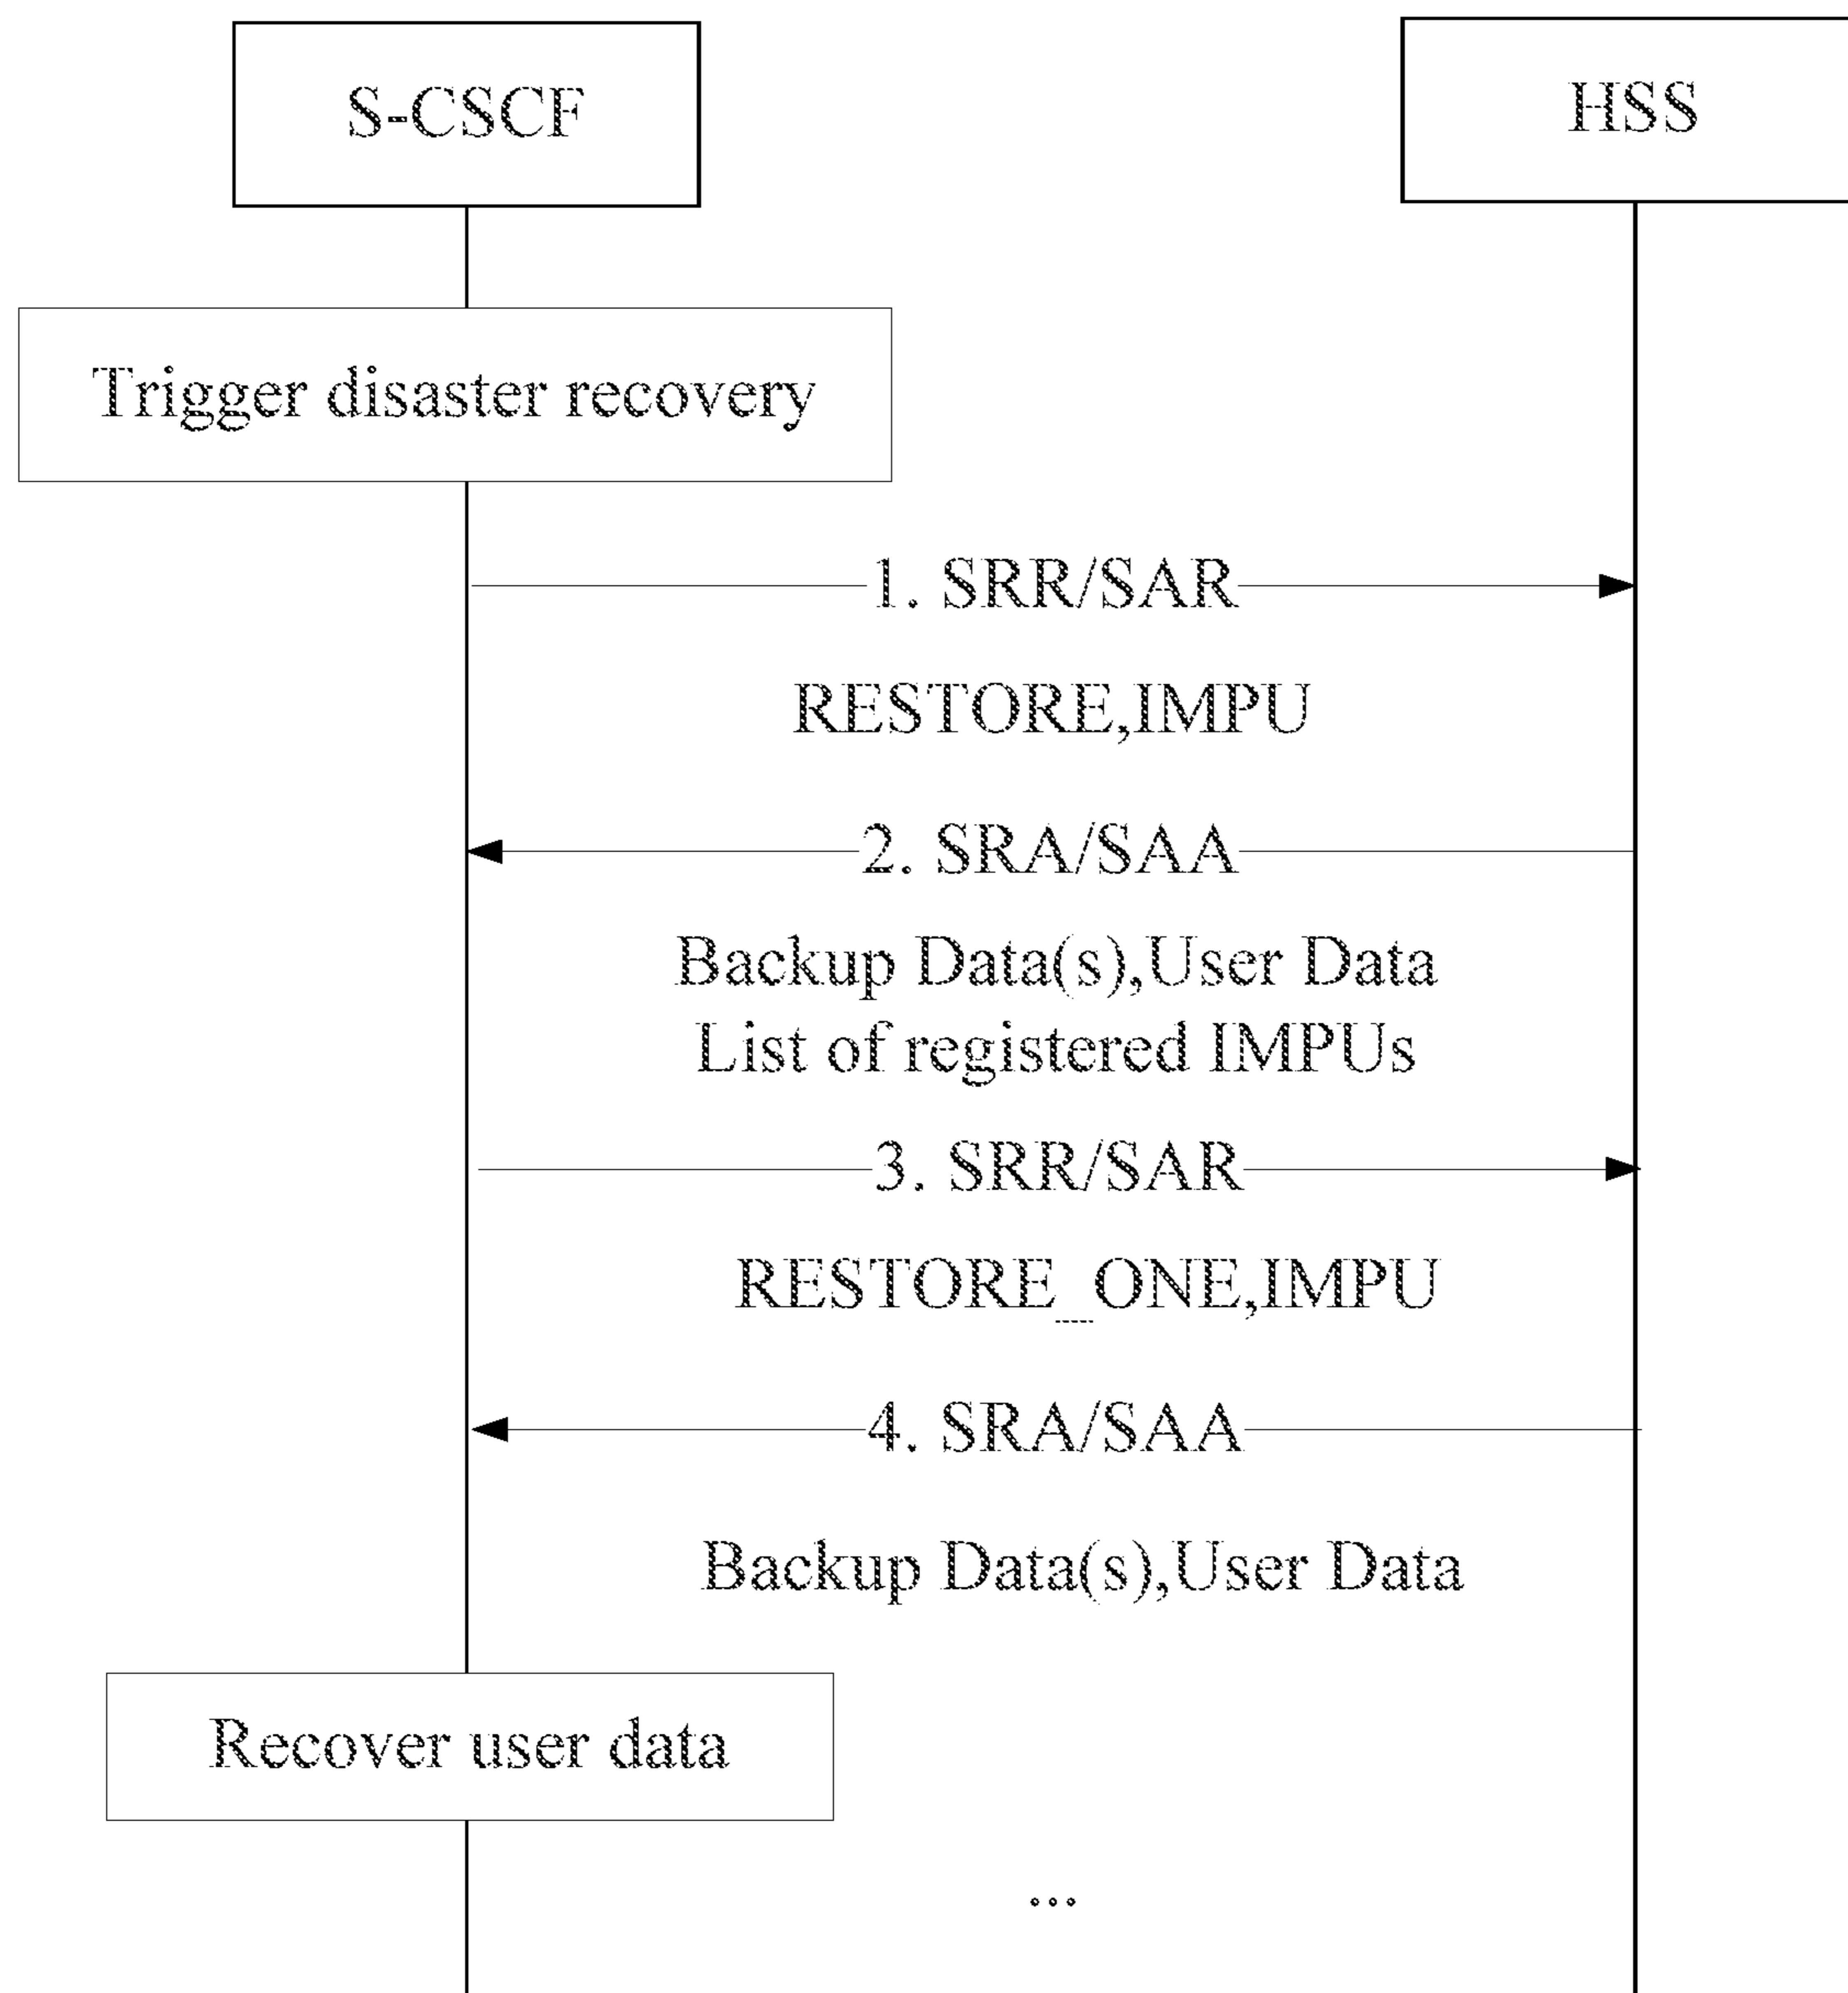 S-CSCF
HSS
Trigger disaster recovery
1. SRR/SAR
RESTORE,IMPU
2. SRA/SAA
Backup Data(s),User Data
List of registered IMPUs
3. SRR/SAR
RESTORE_ONE,IMPU
4. SRA/SAA
Backup Data(s),User Data
Recover user data
...